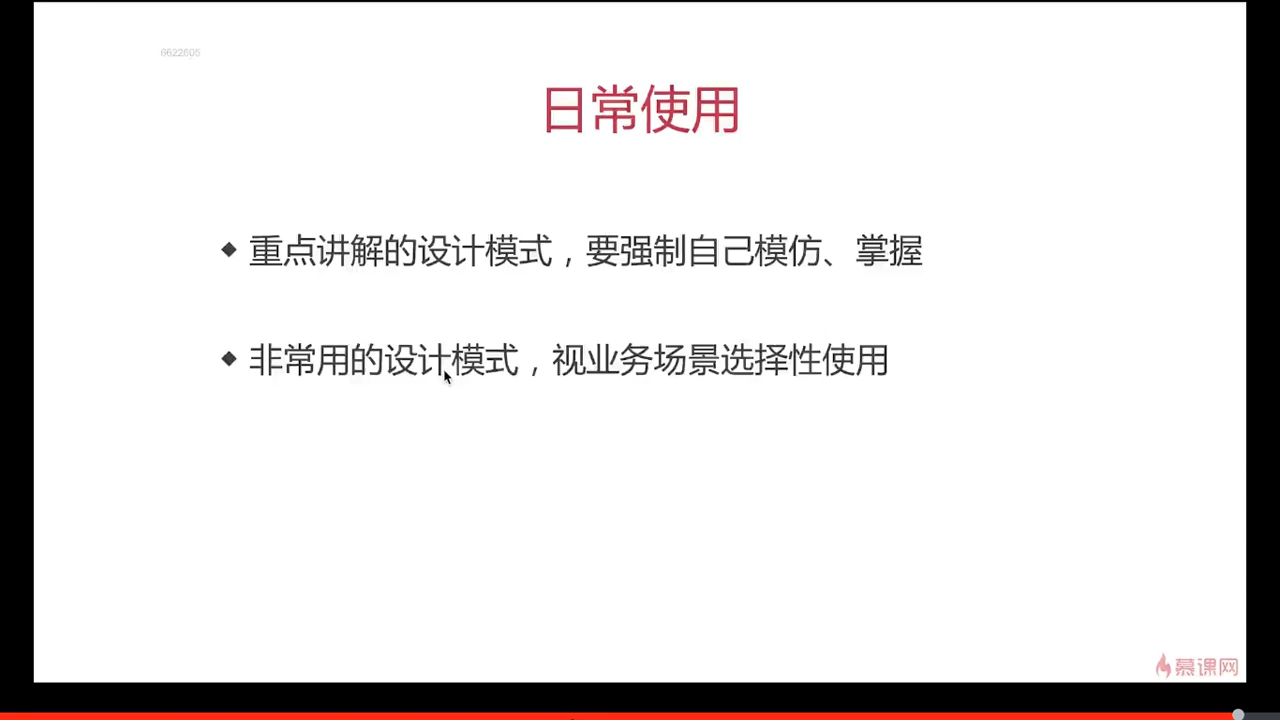 日常使用
◆ 重点讲解的设计模式，要强制自己模仿、掌握
◆ 非常用的设计模式，视业务场景选择性使用
慕课网